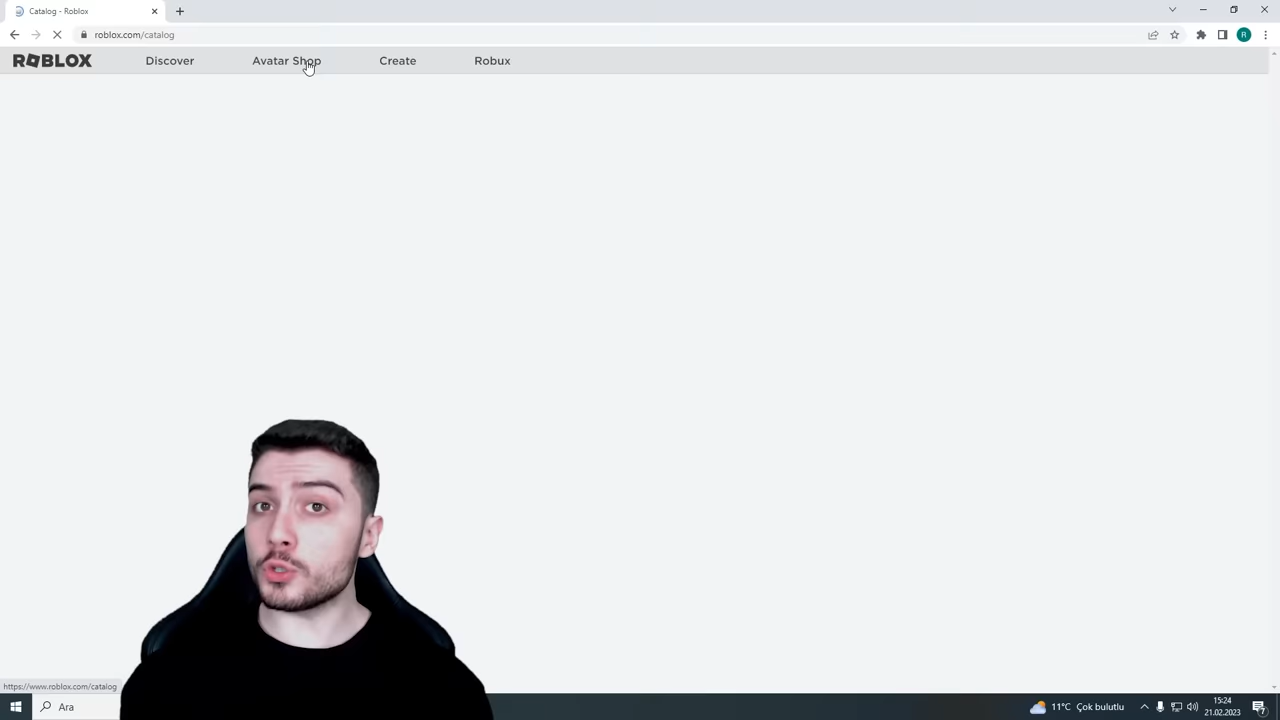 Catalog - Roblox
roblox.com/catalog
R
ROBLOX
Discover
Avatar Shop
Create
Robux
https://www.roblox.com/catalog
Ara
11°C Çok bulutlu
15:24
21.02.2023
7